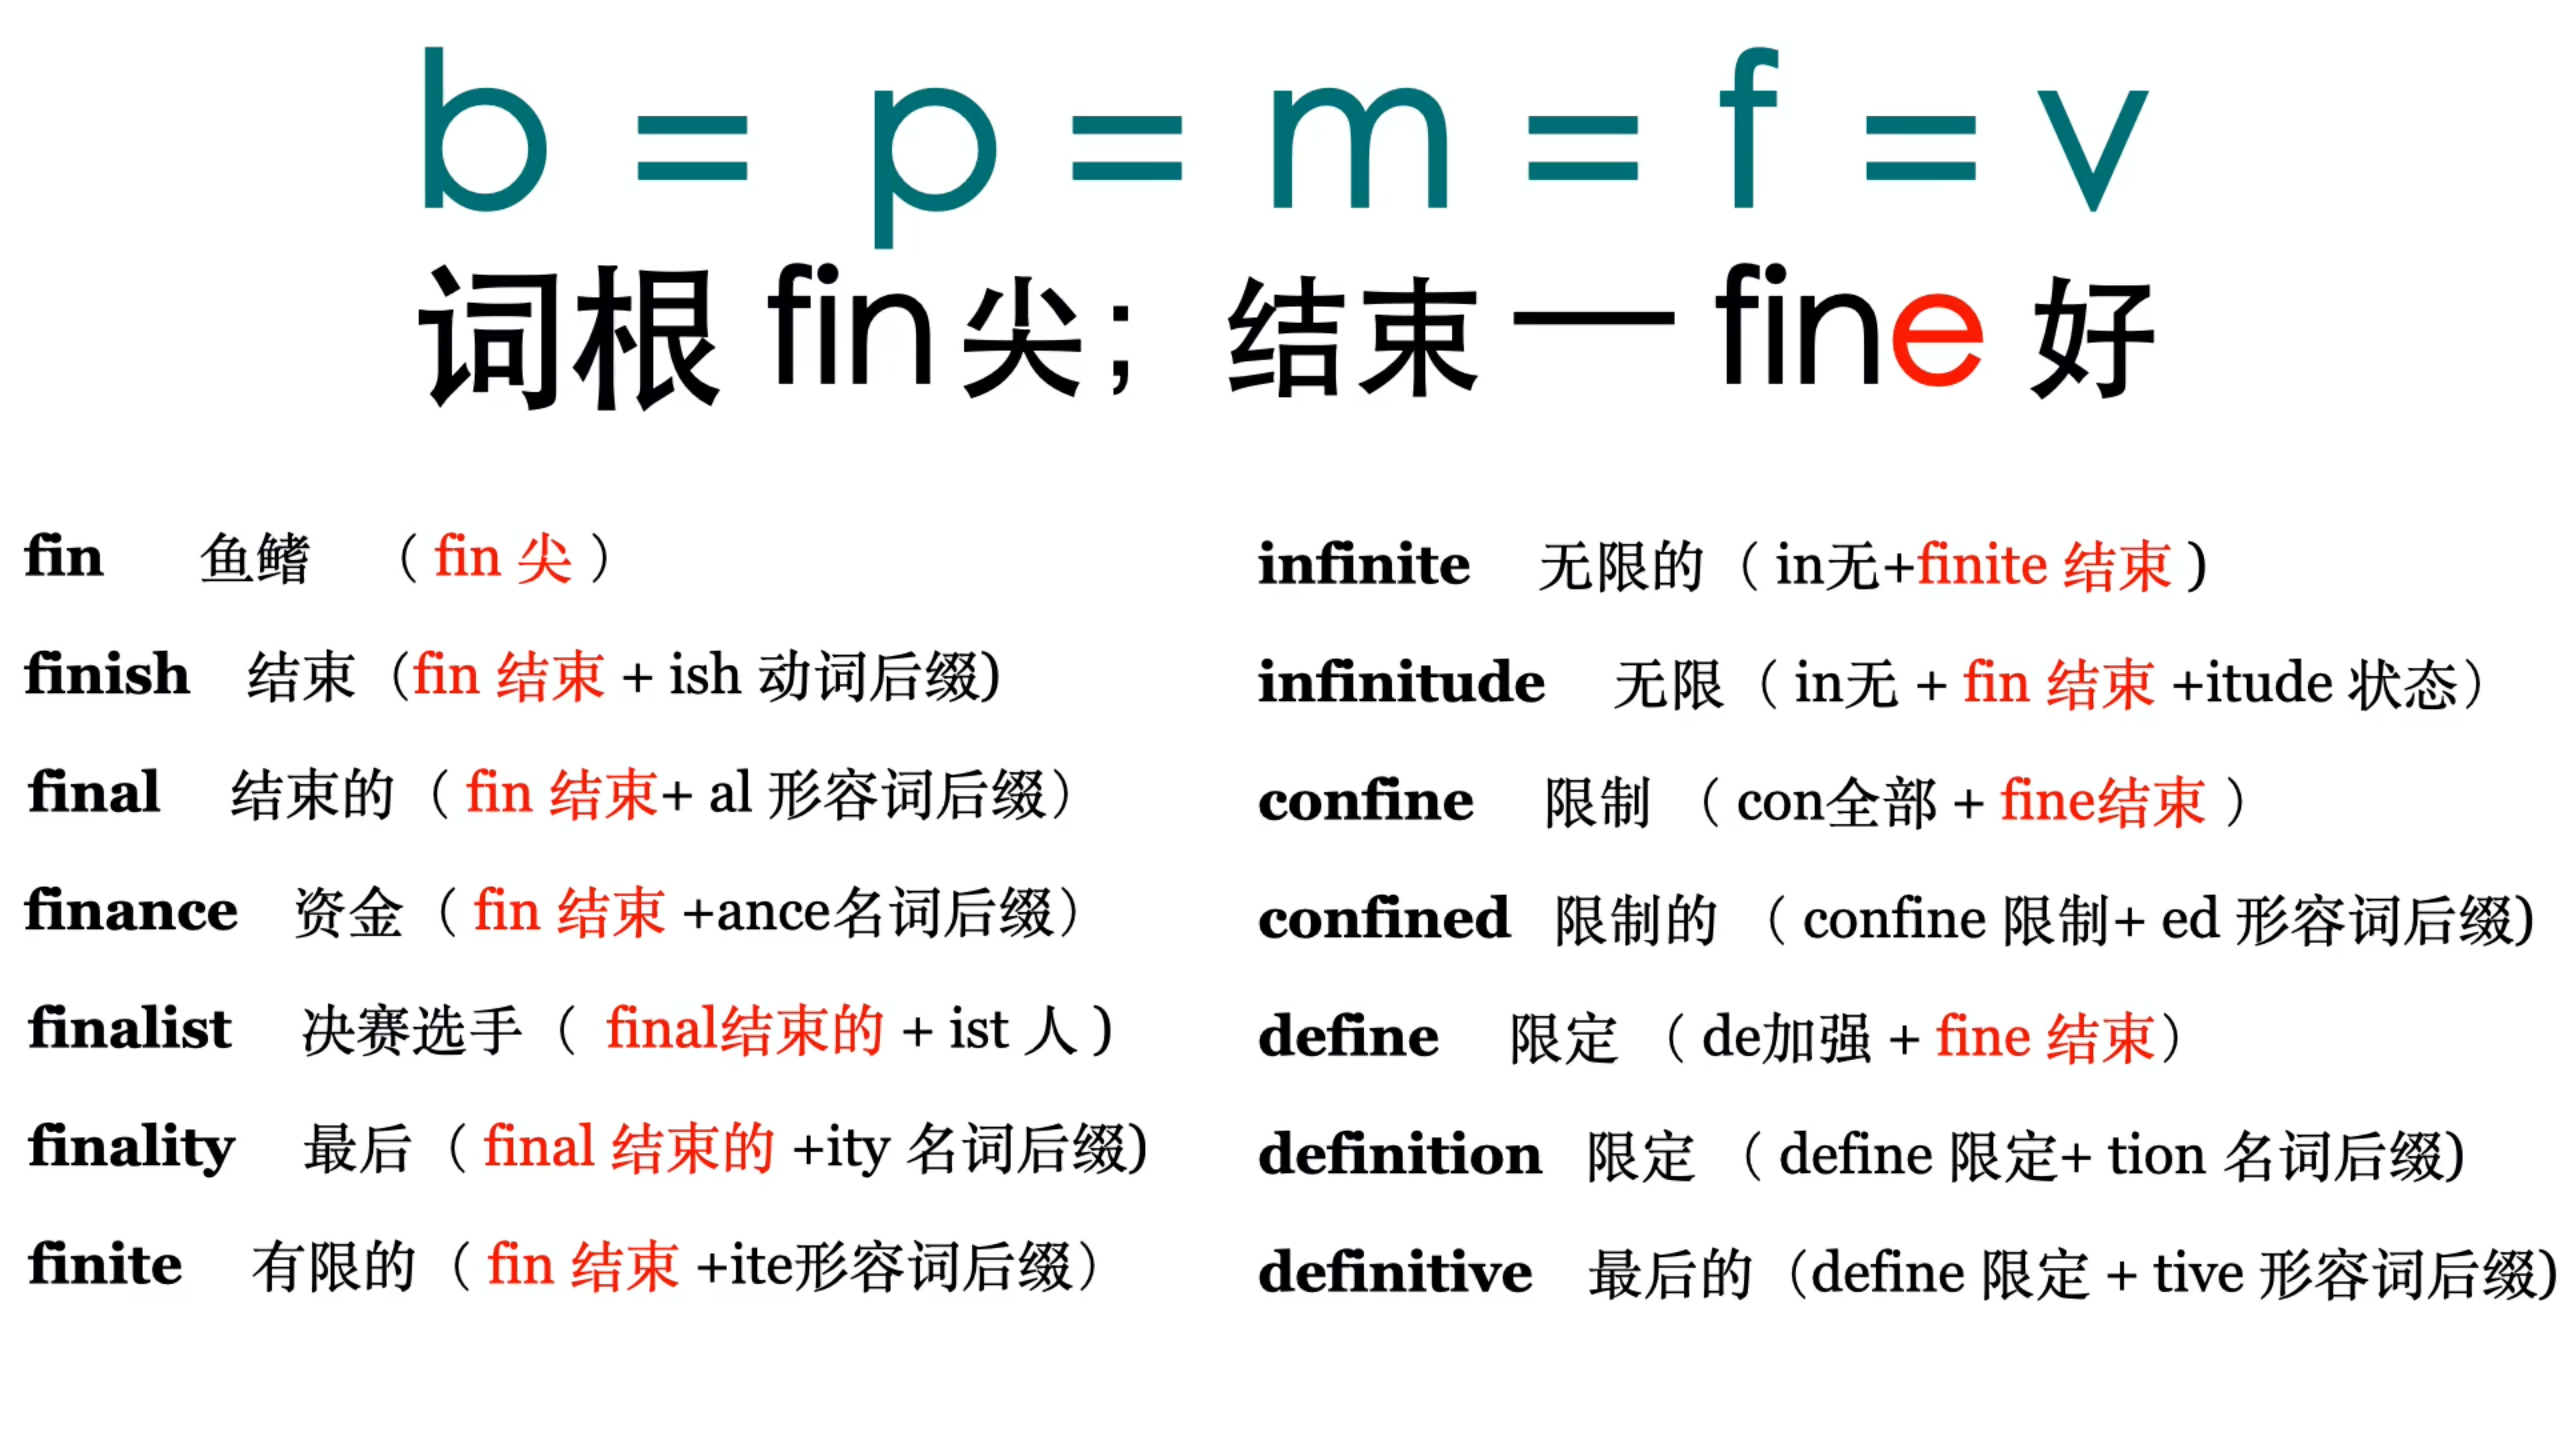 b = p = m = f = v
词根 fin 尖; 结束 — fine 好
fin 鱼鳍 （ fin 尖 ）
finish 结束（fin 结束 + ish 动词后缀)
final 结束的（ fin 结束+ al 形容词后缀）
finance 资金（ fin 结束 +ance名词后缀）
finalist 决赛选手（ final结束的 + ist 人 )
finality 最后（ final 结束的 +ity 名词后缀)
finite 有限的（ fin 结束 +ite形容词后缀）
infinite 无限的（ in无+finite 结束 )
infinitude 无限（ in无 + fin 结束 +itude 状态）
confine 限制 （ con全部 + fine结束 ）
confined 限制的 （ confine 限制+ ed 形容词后缀)
define 限定 （ de加强 + fine 结束）
definition 限定 （ define 限定+ tion 名词后缀)
definitive 最后的（define 限定 + tive 形容词后缀)